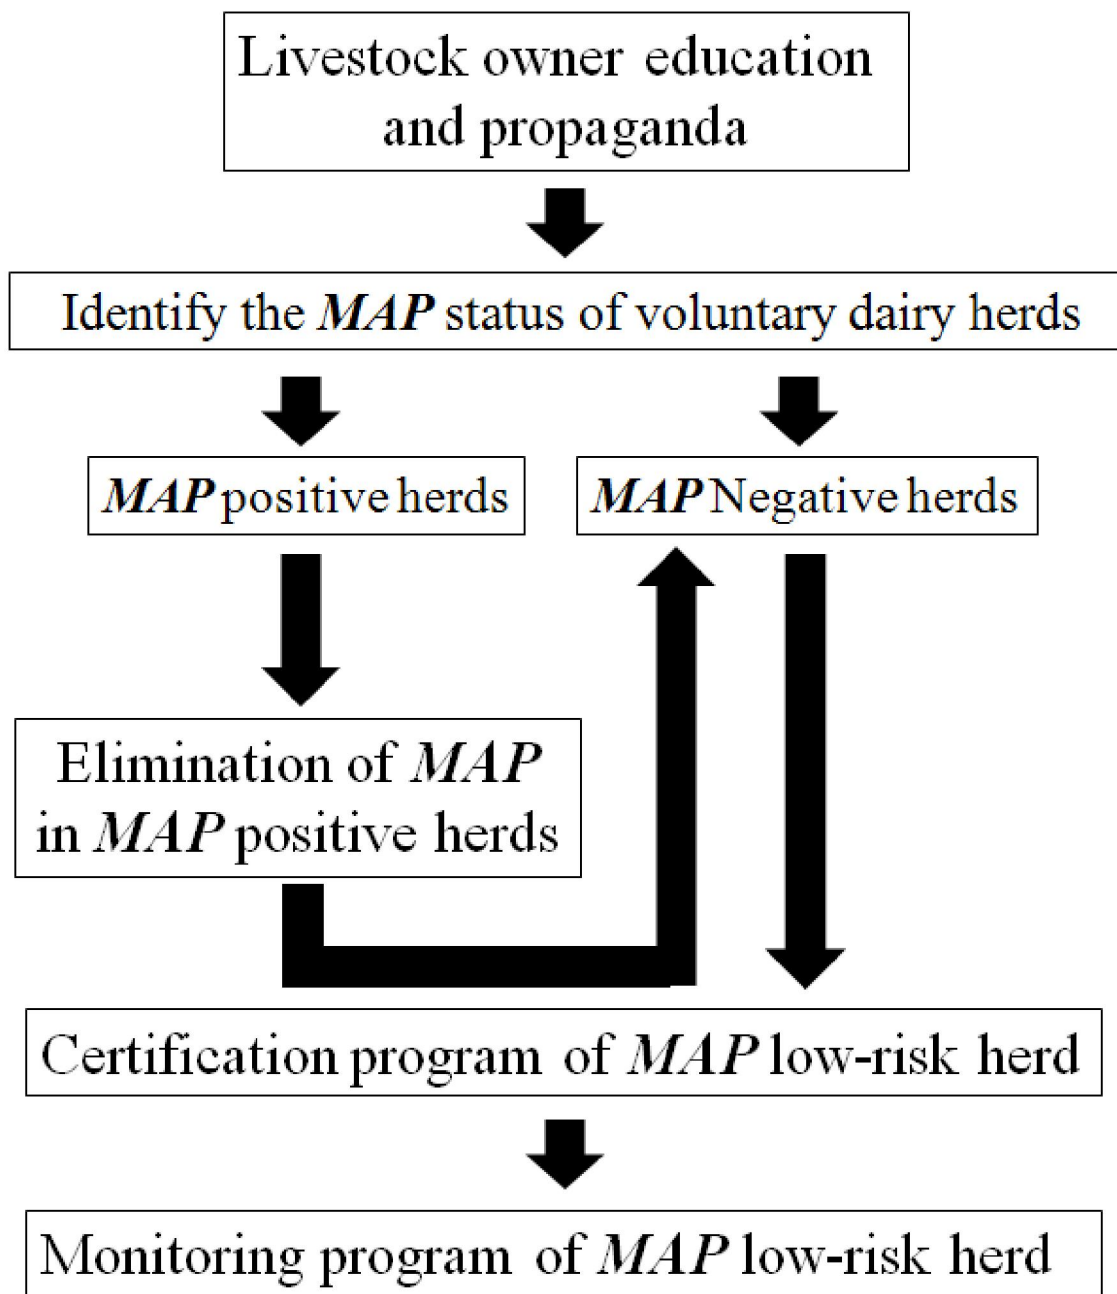 Livestock owner education
and propaganda
Identify the MAP status of voluntary dairy herds
MAP positive herds
MAP Negative herds
Elimination of MAP
in MAP positive herds
Certification program of MAP low-risk herd
Monitoring program of MAP low-risk herd